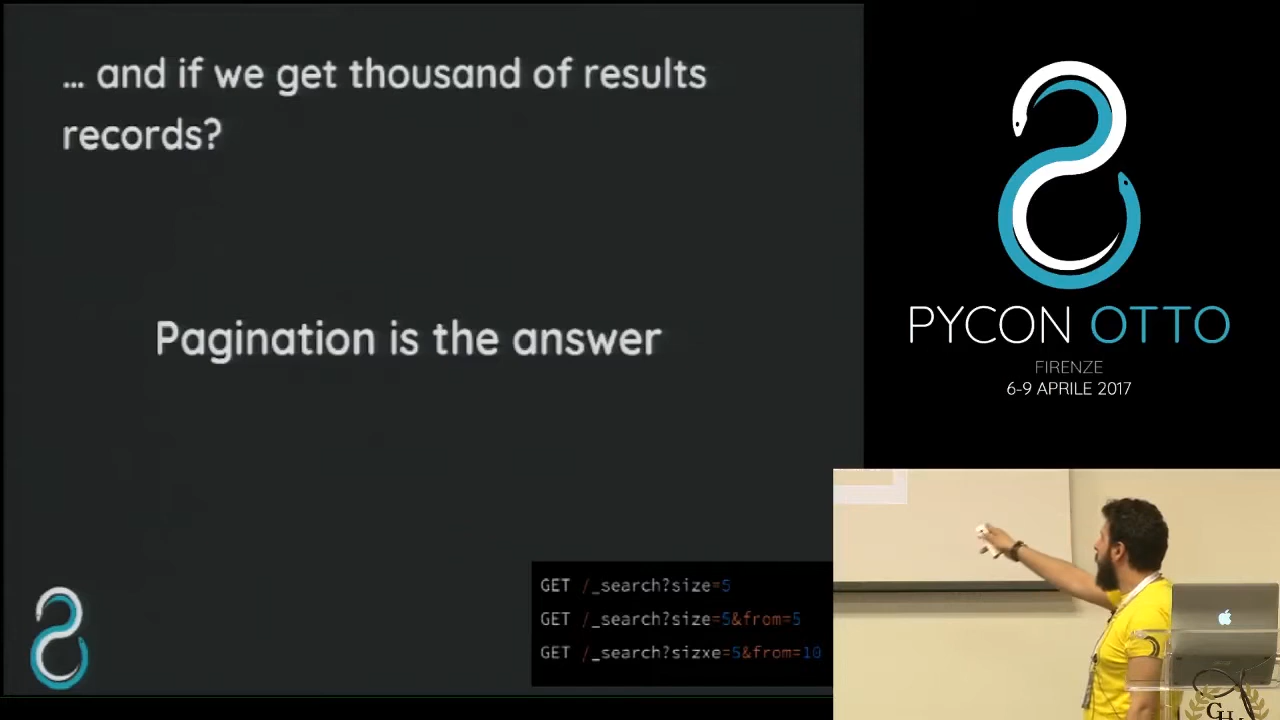 ... and if we get thousand of results
records?
Pagination is the answer
GET /_search?size=5
GET /_search?size=5&from=5
GET /_search?sizxe=5&from=10
PYCON OTTO
FIRENZE
6-9 APRILE 2017
GH